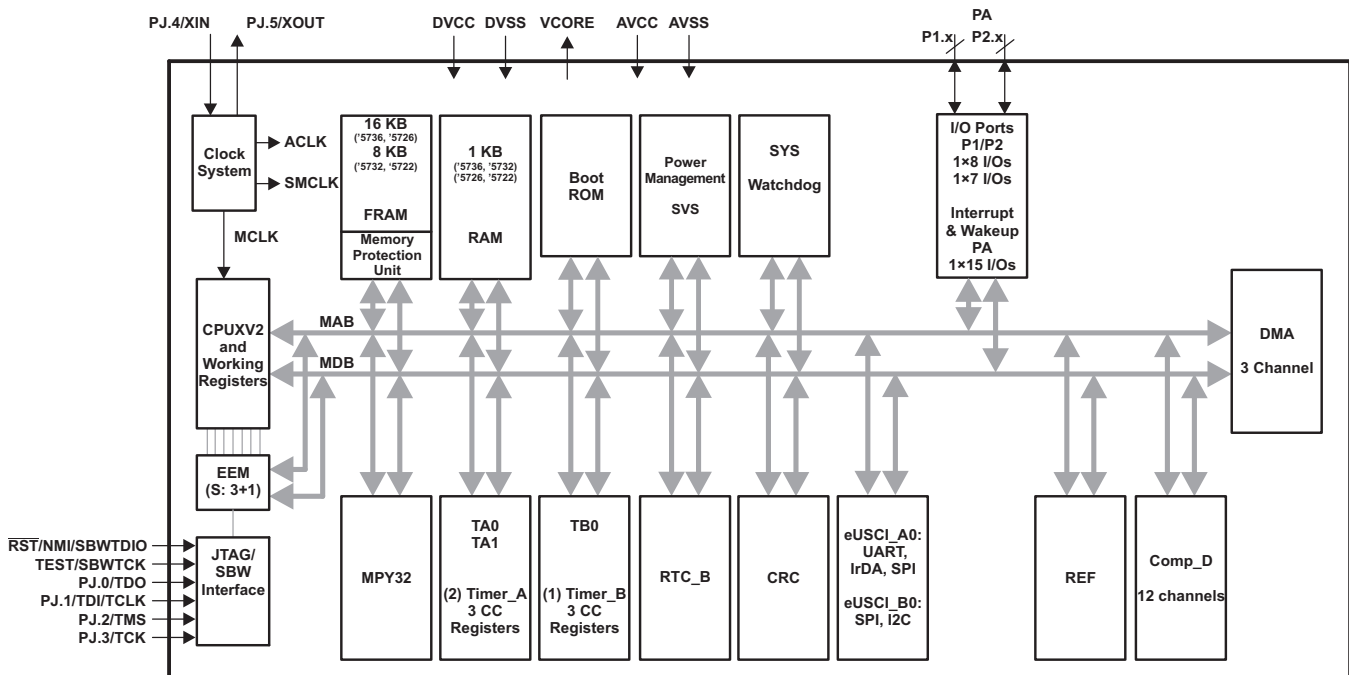 PJ.4/XIN
PJ.5/XOUT
DVCC
DVSS
VCORE
AVCC
AVSS
PA
P1.x
P2.x
Clock
System
ACLK
SMCLK
MCLK
16 KB
('5736, '5726)
8 KB
('5732, '5722)
FRAM
Memory
Protection
Unit
1 KB
('5736, '5732)
('5726, '5722)
RAM
Boot
ROM
Power
Management
SVS
SYS
Watchdog
I/O Ports
P1/P2
1×8 I/Os
1×7 I/Os
Interrupt
& Wakeup
PA
1×15 I/Os
CPUXV2
and
Working
Registers
MAB
MDB
DMA
3 Channel
EEM
(S: 3+1)
RST/NMI/SBWTDIO
TEST/SBWTCK
PJ.0/TDO
PJ.1/TDI/TCLK
PJ.2/TMS
PJ.3/TCK
JTAG/
SBW
Interface
MPY32
TA0
TA1
(2) Timer_A
3 CC
Registers
TB0
(1) Timer_B
3 CC
Registers
RTC_B
CRC
eUSCI_A0:
UART,
IrDA, SPI
eUSCI_B0:
SPI, I2C
REF
Comp_D
12 channels